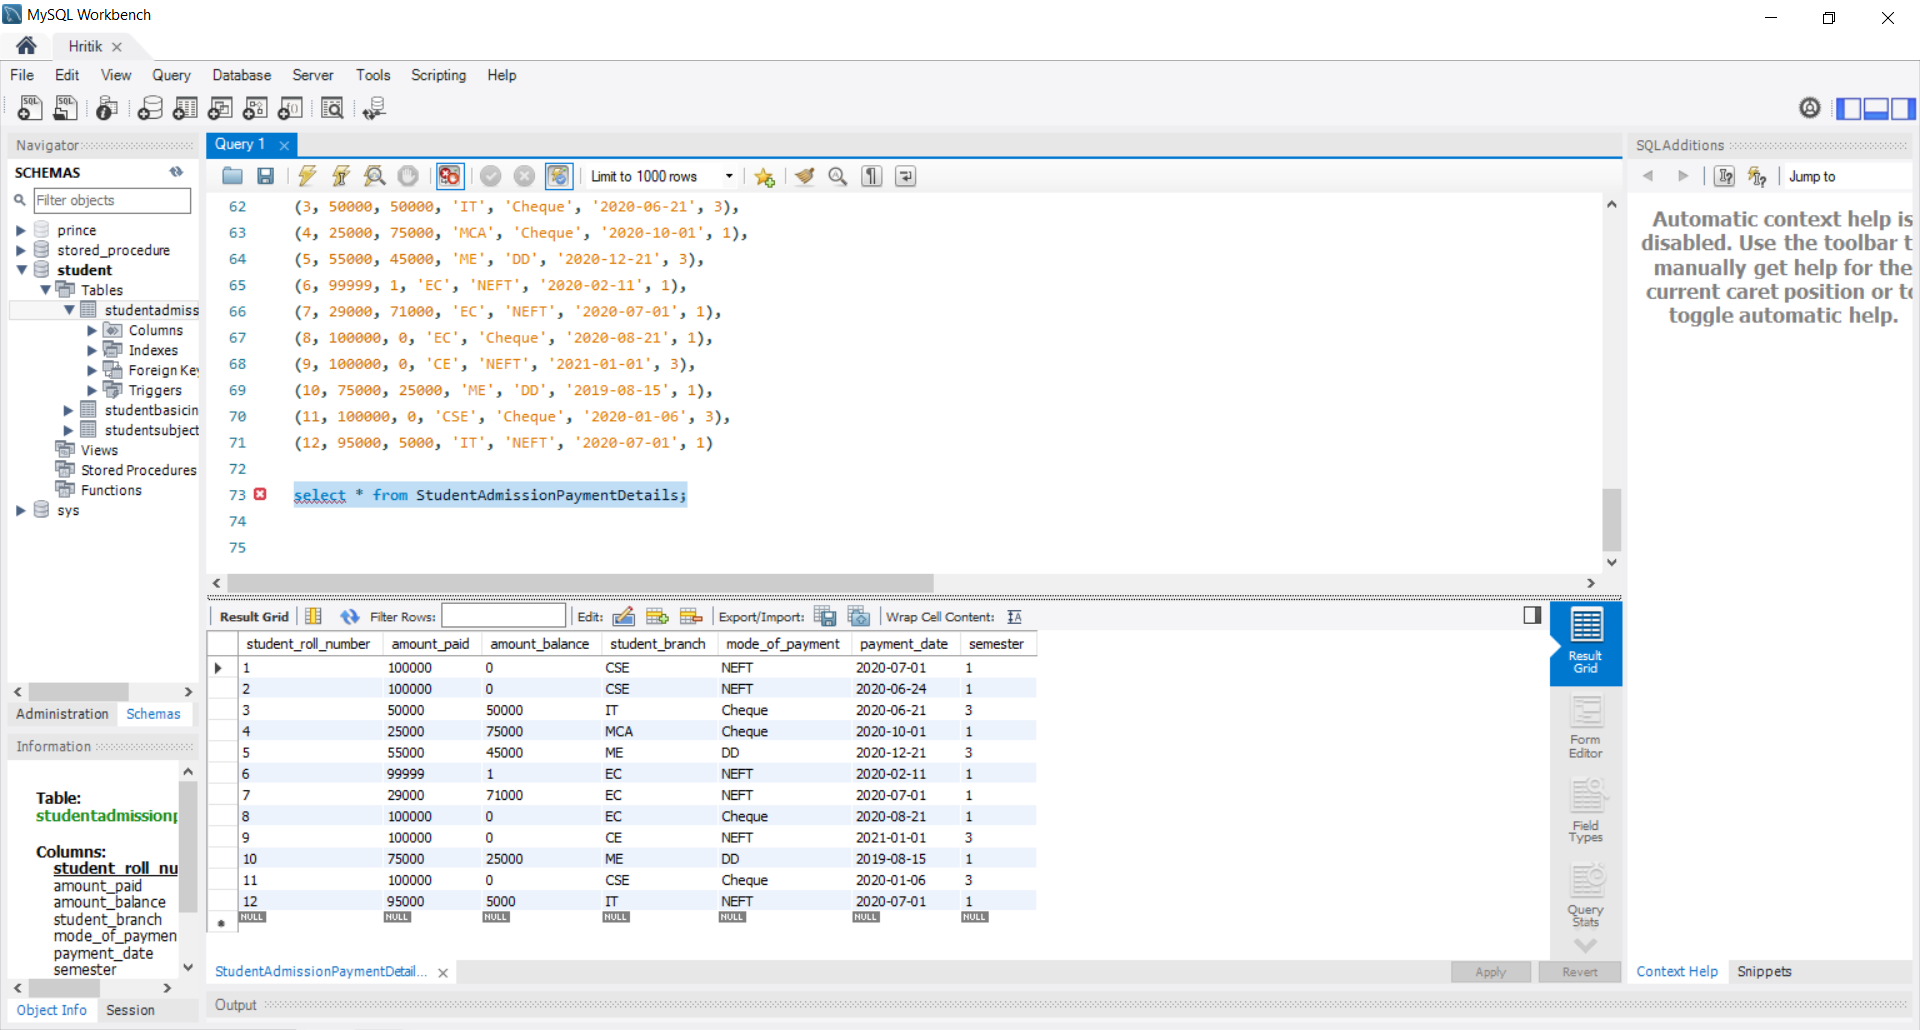 MySQL Workbench
Hritik
File Edit View Query Database Server Tools Scripting Help
Navigator
SCHEMAS
Filter objects
prince
stored_procedure
student
Tables
studentadmiss
Columns
Indexes
Foreign Key
Triggers
studentbasicin
studentsubject
Views
Stored Procedures
Functions
sys
Administration Schemas
Information
Table:
studentadmissionp
Columns:
student_roll_nu
amount_paid
amount_balance
student_branch
mode_of_paymen
payment_date
semester
Object Info Session
Query 1
Limit to 1000 rows
62 (3, 50000, 50000, 'IT', 'Cheque', '2020-06-21', 3),
63 (4, 25000, 75000, 'MCA', 'Cheque', '2020-10-01', 1),
64 (5, 55000, 45000, 'ME', 'DD', '2020-12-21', 3),
65 (6, 99999, 1, 'EC', 'NEFT', '2020-02-11', 1),
66 (7, 29000, 71000, 'EC', 'NEFT', '2020-07-01', 1),
67 (8, 100000, 0, 'EC', 'Cheque', '2020-08-21', 1),
68 (9, 100000, 0, 'CE', 'NEFT', '2021-01-01', 3),
69 (10, 75000, 25000, 'ME', 'DD', '2019-08-15', 1),
70 (11, 100000, 0, 'CSE', 'Cheque', '2020-01-06', 3),
71 (12, 95000, 5000, 'IT', 'NEFT', '2020-07-01', 1)
72
73 select * from StudentAdmissionPaymentDetails;
74
75
Result Grid Filter Rows: Edit: Export/Import: Wrap Cell Content:
student_roll_number amount_paid amount_balance student_branch mode_of_payment payment_date semester
1 100000 0 CSE NEFT 2020-07-01 1
2 100000 0 CSE NEFT 2020-06-24 1
3 50000 50000 IT Cheque 2020-06-21 3
4 25000 75000 MCA Cheque 2020-10-01 1
5 55000 45000 ME DD 2020-12-21 3
6 99999 1 EC NEFT 2020-02-11 1
7 29000 71000 EC NEFT 2020-07-01 1
8 100000 0 EC Cheque 2020-08-21 1
9 100000 0 CE NEFT 2021-01-01 3
10 75000 25000 ME DD 2019-08-15 1
11 100000 0 CSE Cheque 2020-01-06 3
12 95000 5000 IT NEFT 2020-07-01 1
NULL NULL NULL NULL NULL NULL NULL
Result
Grid
Form
Editor
Field
Types
Query
Stats
StudentAdmissionPaymentDetail...
Apply Revert
Output
SQLAdditions
Jump to
Automatic context help is
disabled. Use the toolbar t
manually get help for the
current caret position or to
toggle automatic help.
Context Help Snippets